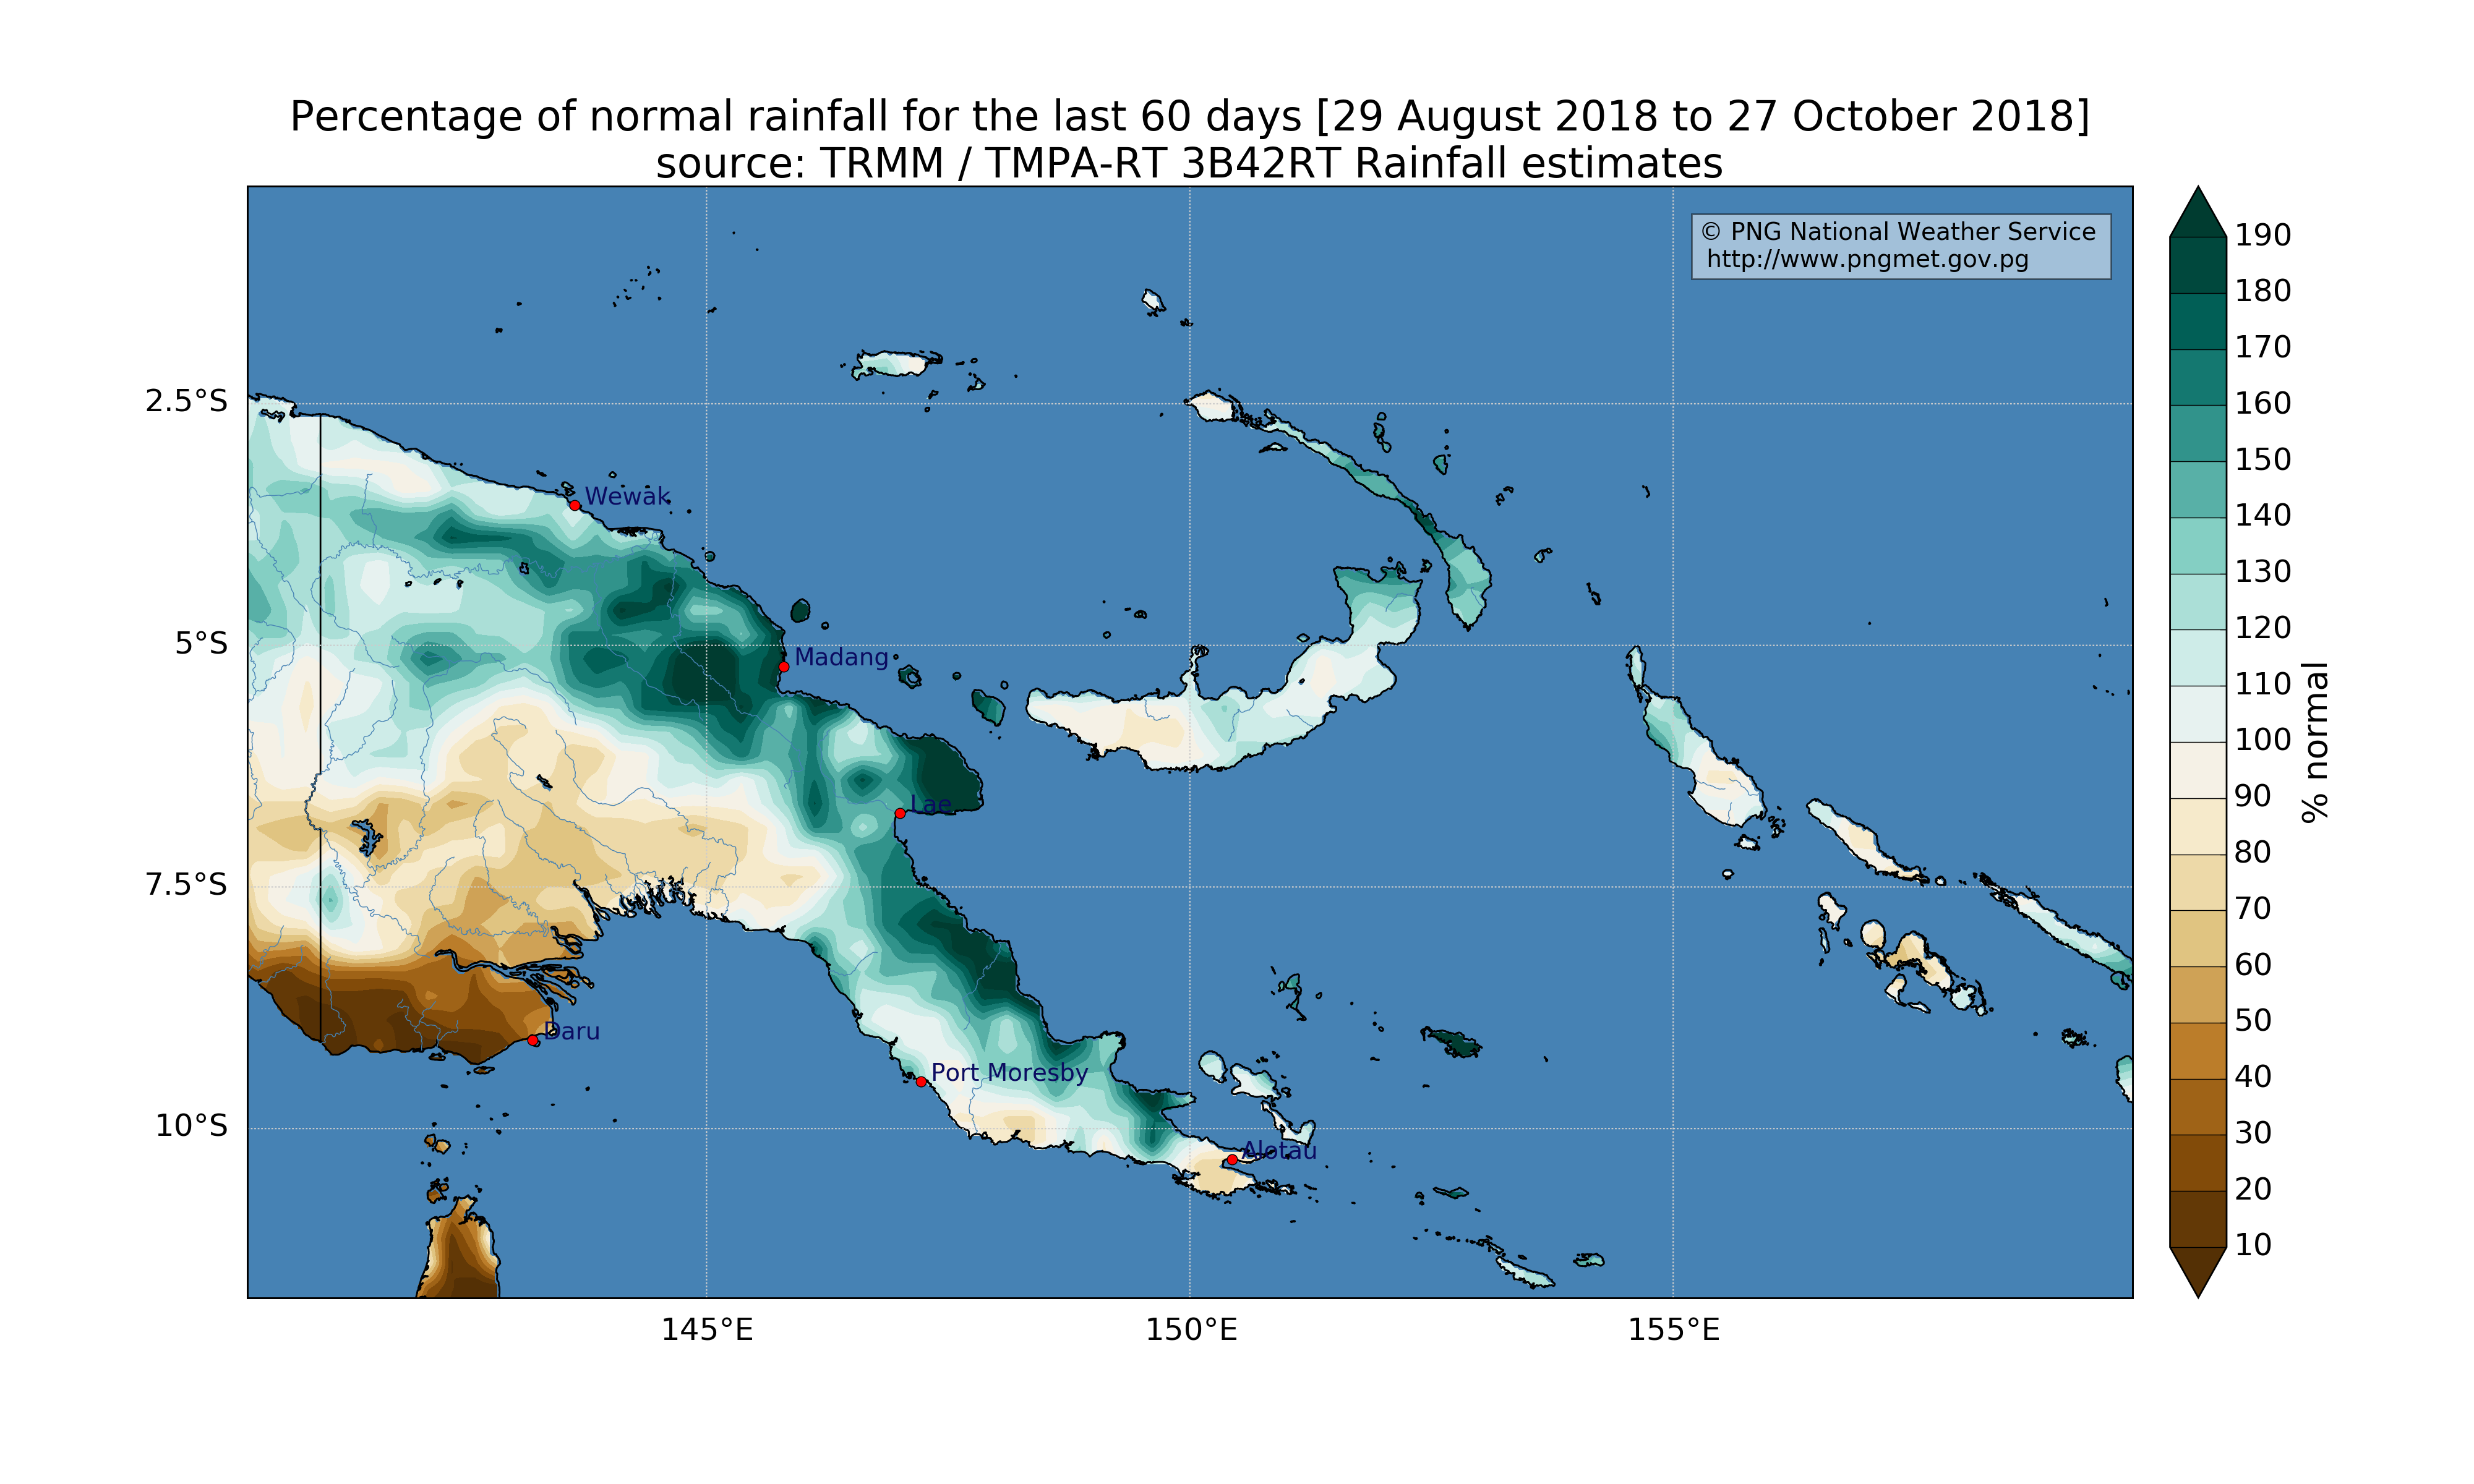 Percentage of normal rainfall for the last 60 days [29 August 2018 to 27 October 2018]
source: TRMM / TMPA-RT 3B42RT Rainfall estimates
© PNG National Weather Service
http://www.pngmet.gov.pg
2.5°S
5°S
7.5°S
10°S
Wewak
Madang
Lae
Daru
Port Moresby
Alotau
145°E
150°E
155°E
190
180
170
160
150
140
130
120
110
100
90
80
70
60
50
40
30
20
10
% normal